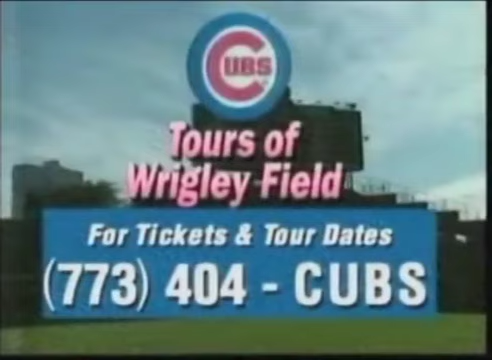 CUBS
Tours of
Wrigley Field
For Tickets & Tour Dates
(773) 404 - CUBS